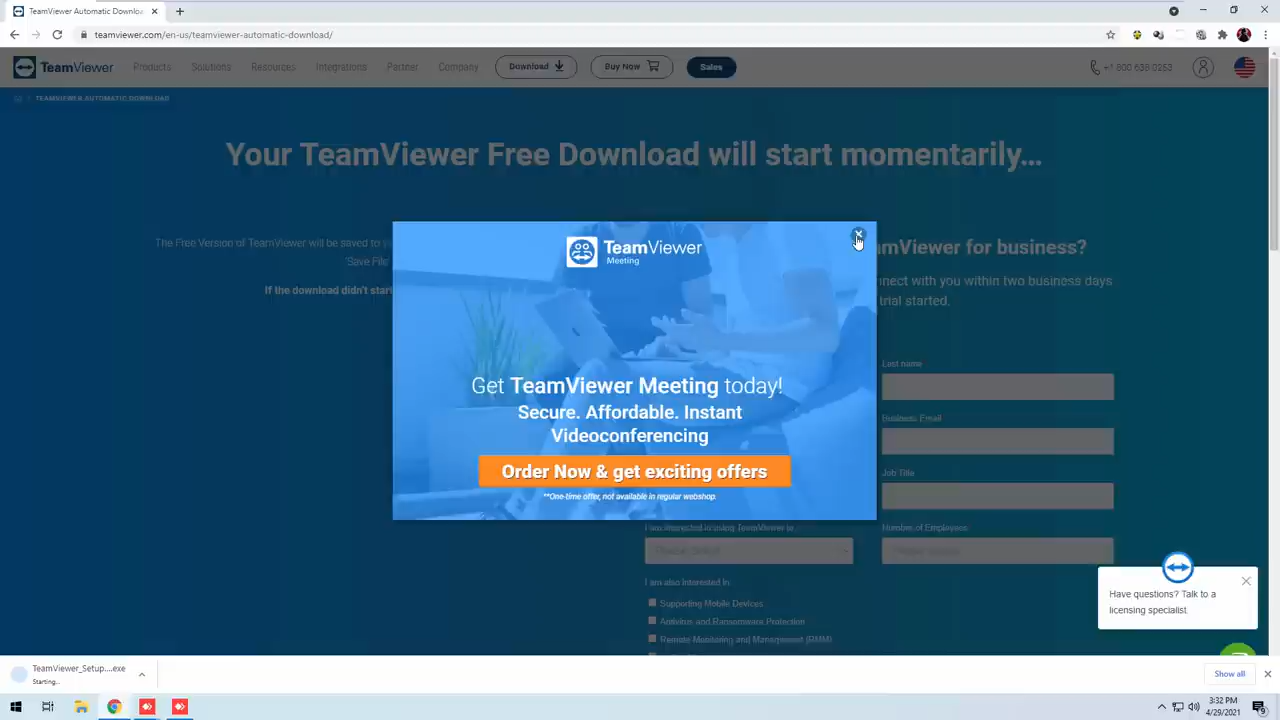 TeamViewer Automatic Downloa
teamviewer.com/en-us/teamviewer-automatic-download/
TeamViewer Products Solutions Resources Integrations Partner Company Download Buy Now Sales +1 800 638 0253
TEAMVIEWER AUTOMATIC DOWNLOAD
Your TeamViewer Free Download will start momentarily...
The Free Version of TeamViewer will be saved to
'Save File'
If the download didn't start
mViewer for business?
nect with you within two business days
trial started.
TeamViewer
Meeting
Get TeamViewer Meeting today!
Secure. Affordable. Instant
Videoconferencing
Order Now & get exciting offers
**One-time offer, not available in regular webshop.
Last name
Business Email
Job Title
I am interested in using TeamViewer to
Number of Employees
I am also interested in
Supporting Mobile Devices
Antivirus and Ransomware Protection
Remote Monitoring and Management (RMM)
Have questions? Talk to a
licensing specialist
TeamViewer_Setup....exe
Starting...
Show all
3:32 PM
4/29/2021